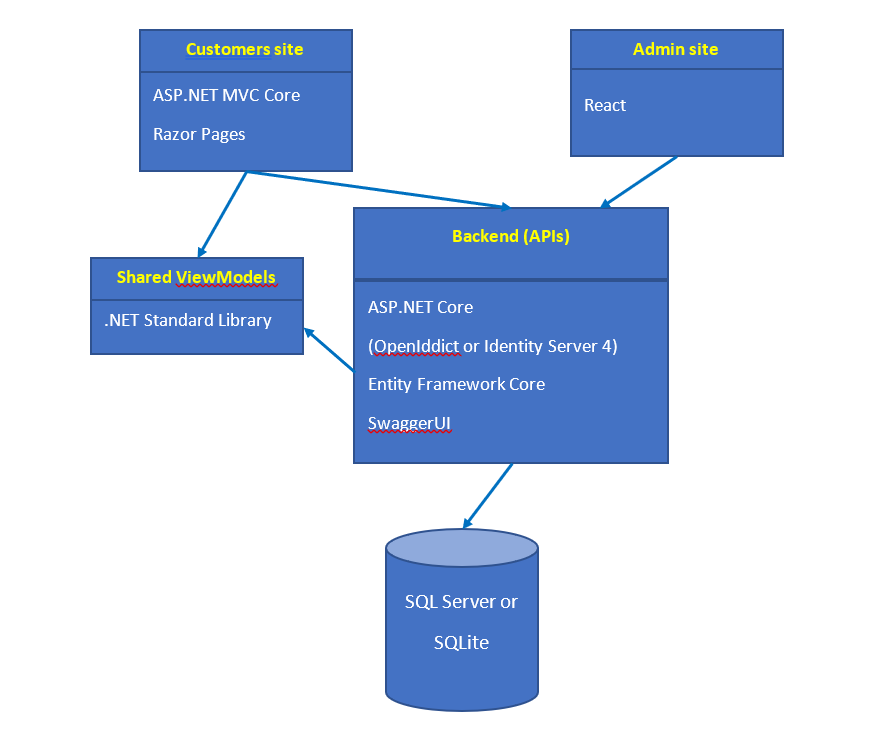 Customers site
ASP.NET MVC Core
Razor Pages
Admin site
React
Backend (APIs)
ASP.NET Core
(OpenIddict or Identity Server 4)
Entity Framework Core
SwaggerUI
Shared ViewModels
.NET Standard Library
SQL Server or
SQLite